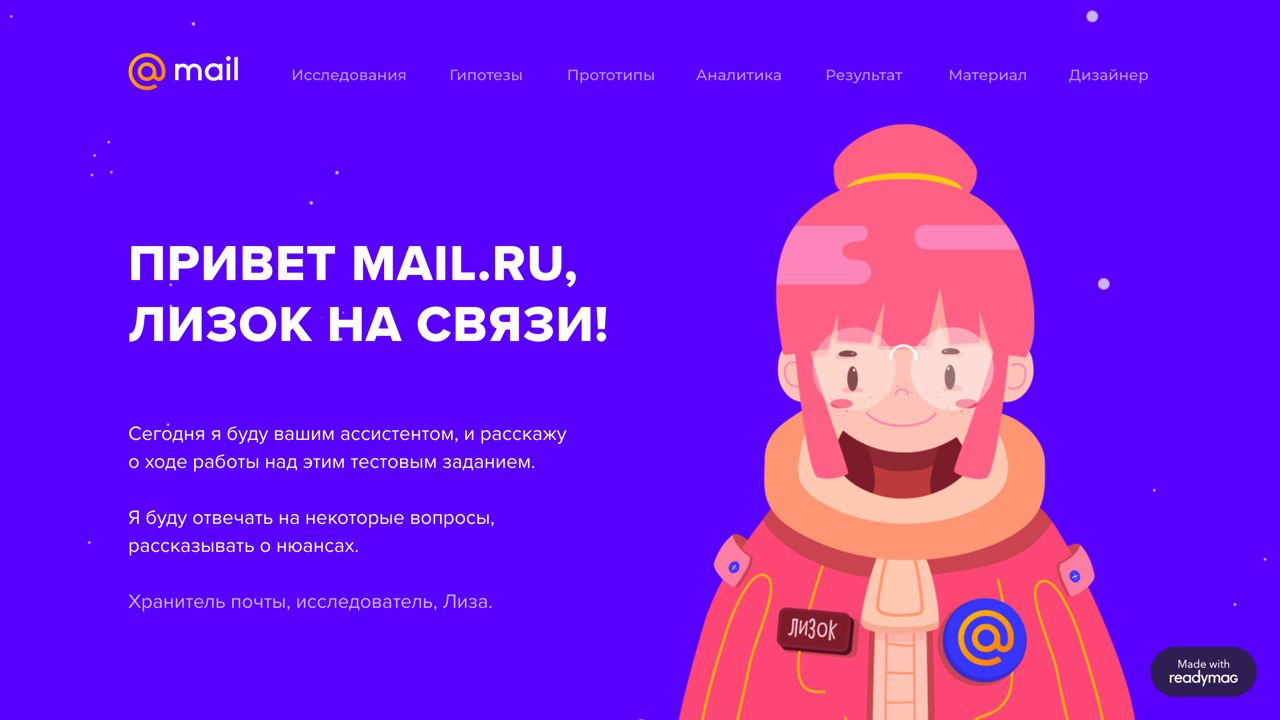 @ mail
Исследования Гипотезы Прототипы Аналитика Результат Материал Дизайнер
ПРИВЕТ MAIL.RU,
ЛИЗОК НА СВЯЗИ!
Сегодня я буду вашим ассистентом, и расскажу
о ходе работы над этим тестовым заданием.
Я буду отвечать на некоторые вопросы,
рассказывать о нюансах.
Хранитель почты, исследователь, Лиза.
ЛИЗОК
@
Made with
readymag